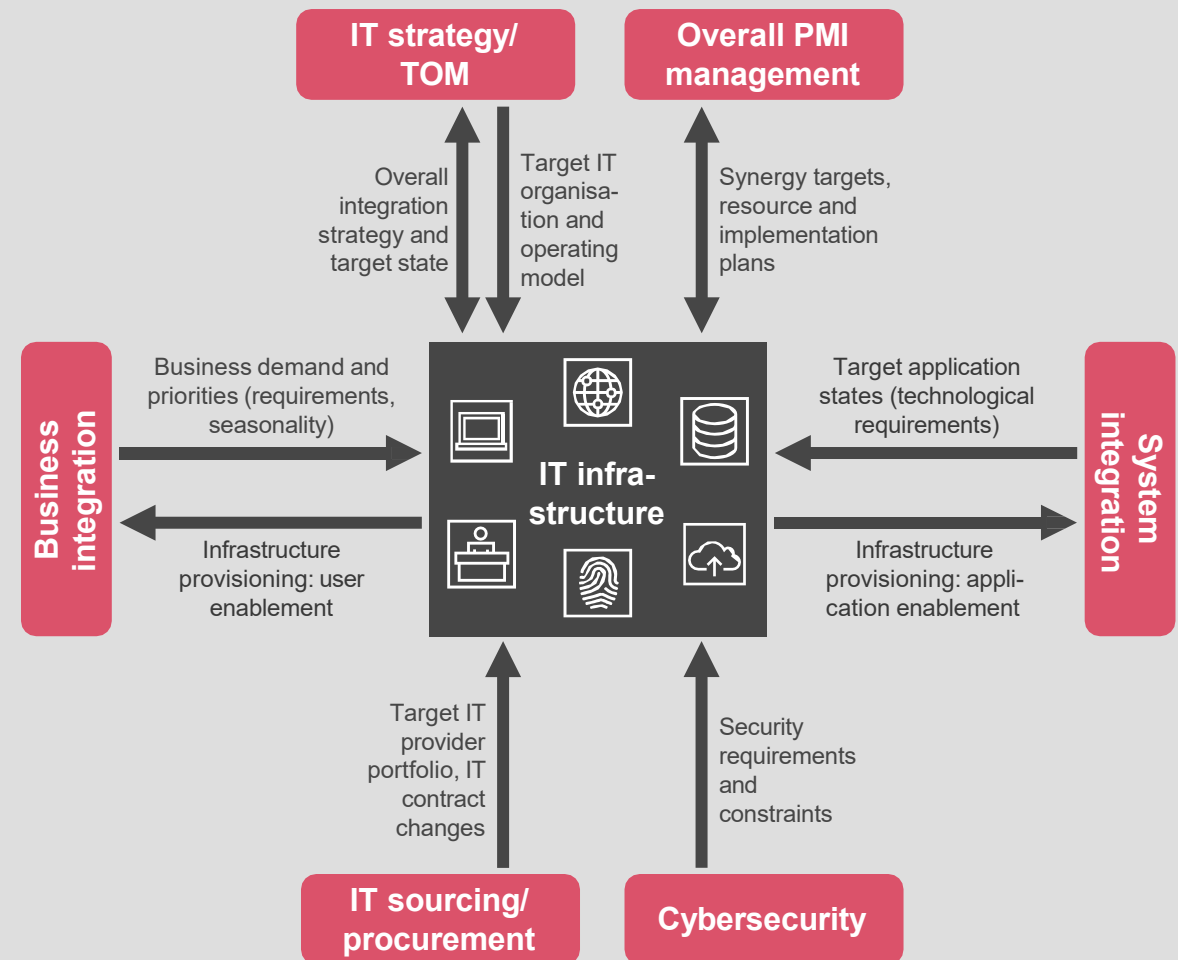 IT strategy/
TOM
Overall PMI
management
Overall
integration
strategy and
target state
Target IT
organisa-
tion and
operating
model
Synergy targets,
resource and
implementation
plans
Business
integration
Business demand and
priorities (requirements,
seasonality)
Infrastructure
provisioning: user
enablement
IT infra-
structure
Target application
states (technological
requirements)
Infrastructure
provisioning: appli-
cation enablement
System
integration
Target IT
provider
portfolio, IT
contract
changes
Security
requirements
and
constraints
IT sourcing/
procurement
Cybersecurity